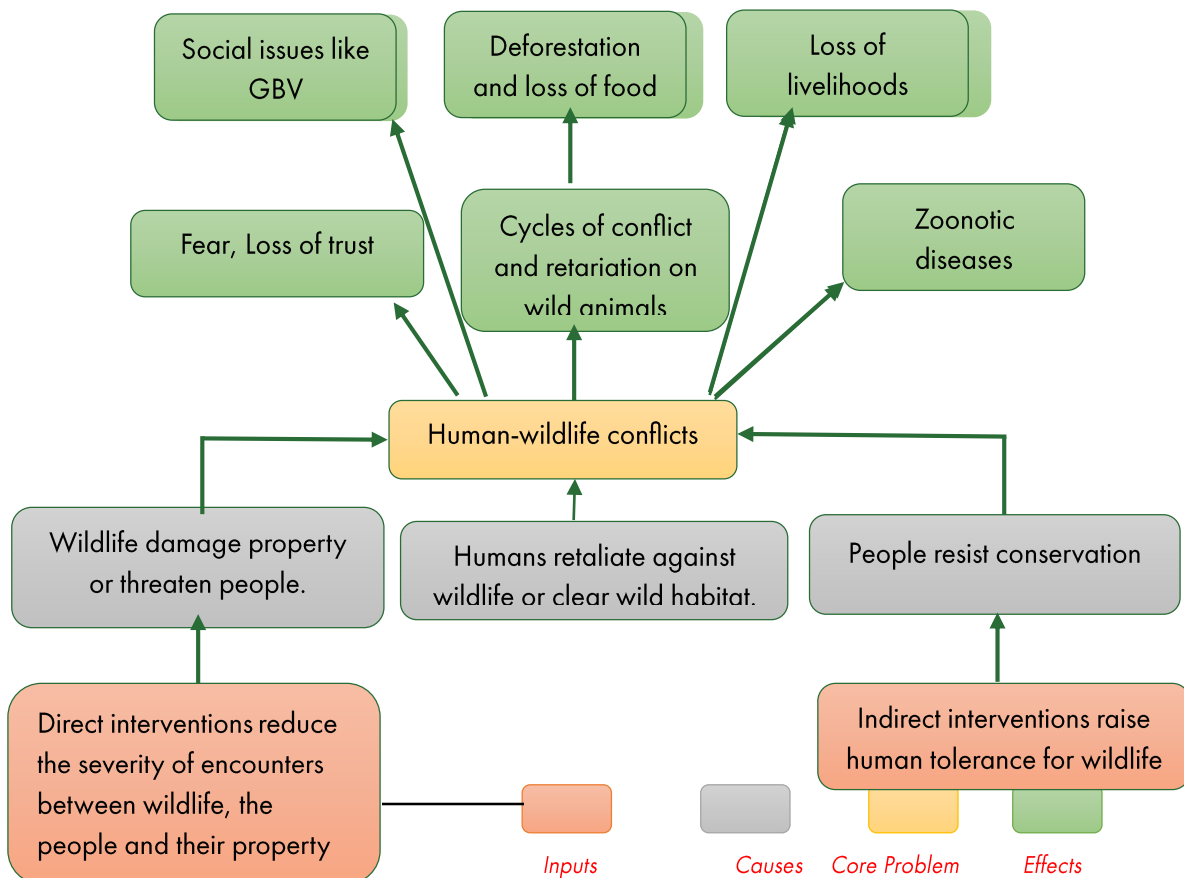 Social issues like
GBV
Deforestation
and loss of food
Loss of
livelihoods
Fear, Loss of trust
Cycles of conflict
and retariation on
wild animals
Zoonotic
diseases
Human-wildlife conflicts
Wildlife damage property
or threaten people.
Humans retaliate against
wildlife or clear wild habitat.
People resist conservation
Direct interventions reduce
the severity of encounters
between wildlife, the
people and their property
Indirect interventions raise
human tolerance for wildlife
Inputs
Causes
Core Problem
Effects